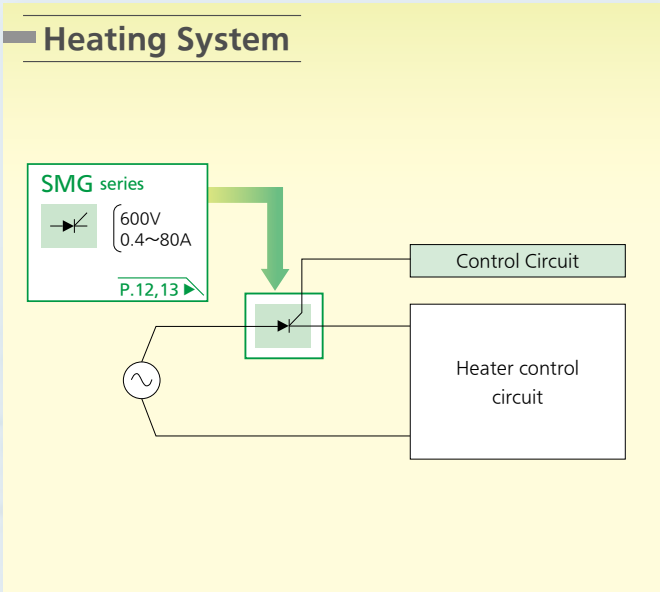 Heating System
SMG series
600V
0.4～80A
P.12,13 ▶
Control Circuit
Heater control
circuit